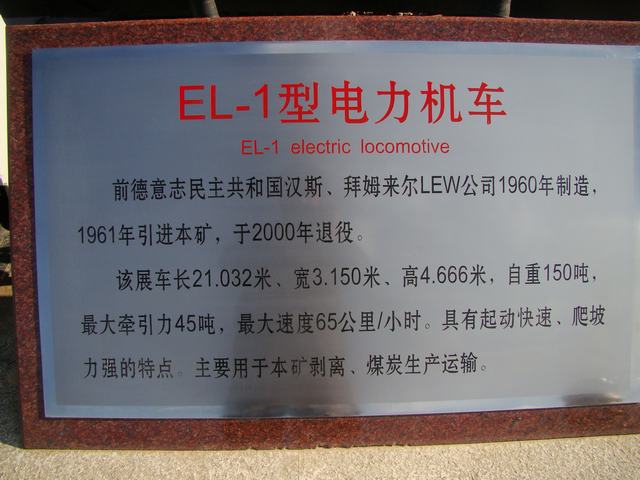 EL-1型电力机车
EL-1 electric locomotive
前德意志民主共和国汉斯、拜姆来尔LEW公司1960年制造，
1961年引进本矿，于2000年退役。
该展车长21.032米、宽3.150米、高4.666米，自重150吨，
最大牵引力45吨，最大速度65公里/小时。具有起动快速、爬坡
力强的特点。主要用于本矿剥离、煤炭生产运输。